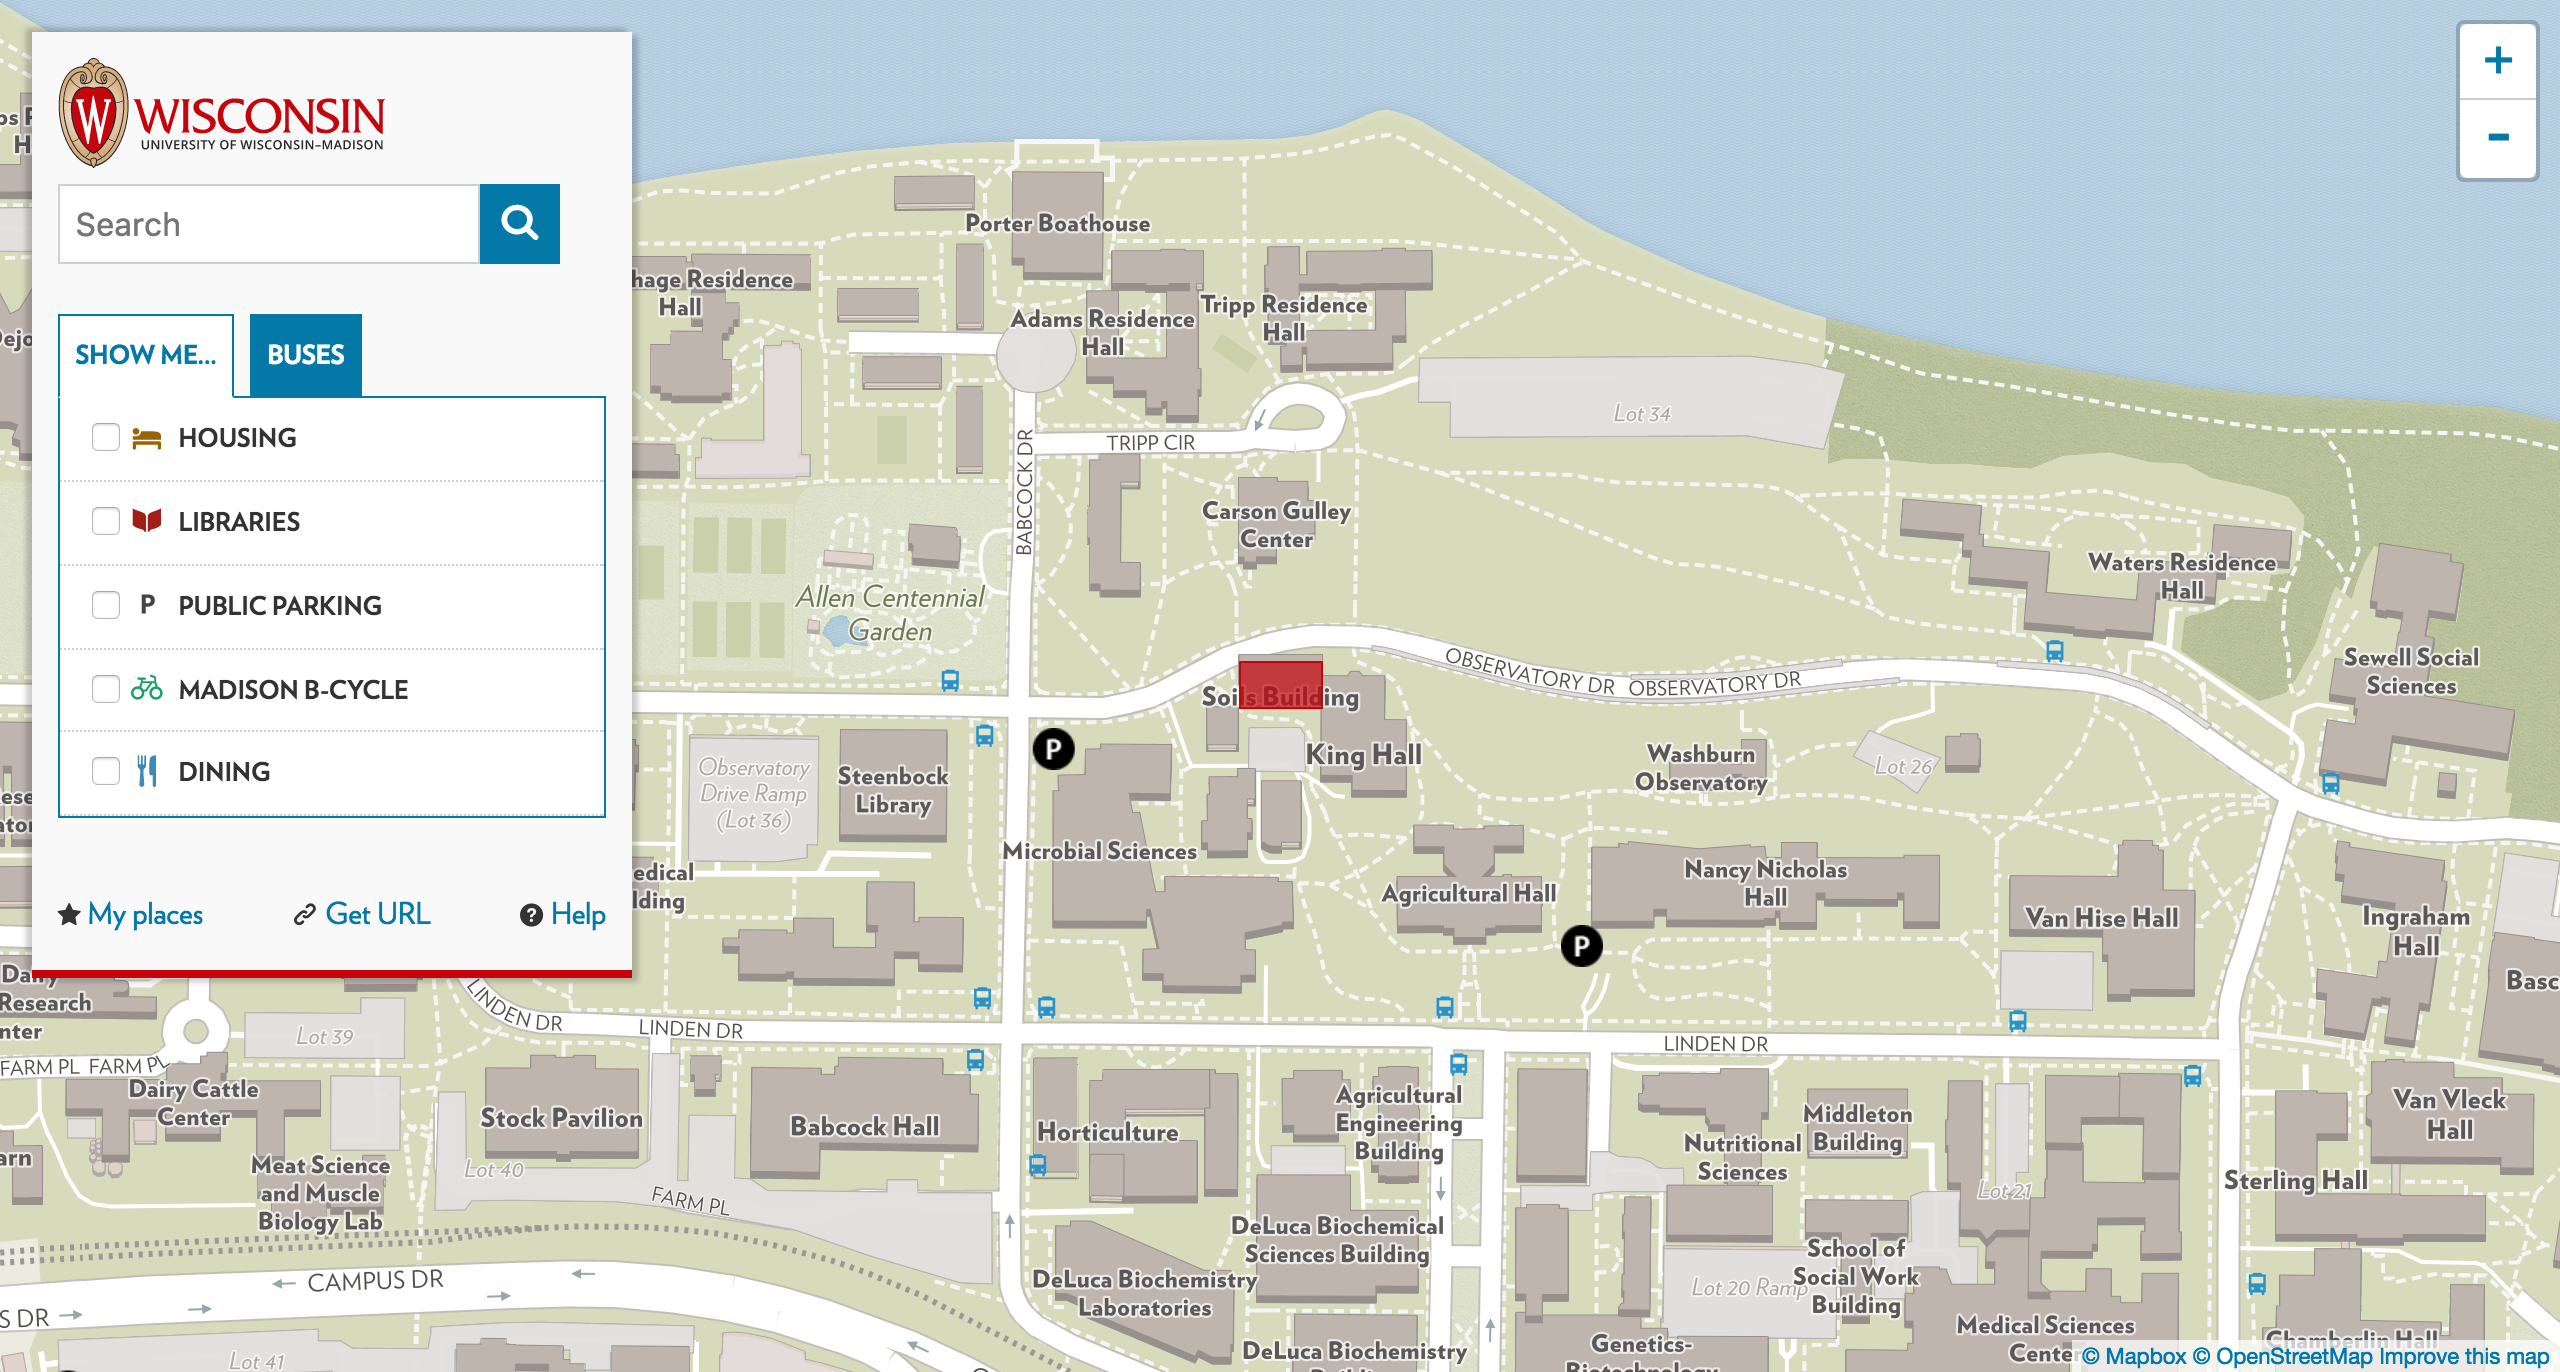 WISCONSIN
UNIVERSITY OF WISCONSIN–MADISON
Search
SHOW ME...
BUSES
HOUSING
LIBRARIES
P
PUBLIC PARKING
MADISON B-CYCLE
DINING
My places
Get URL
Help
+
-
Porter Boathouse
hage Residence
Hall
Adams Residence
Hall
Tripp Residence
Hall
Lot 34
TRIPP CIR
BABCOCK DR
Carson Gulley
Center
Allen Centennial
Garden
Waters Residence
Hall
Sewell Social
Sciences
OBSERVATORY DR
OBSERVATORY DR
Soils Building
P
King Hall
Washburn
Observatory
Lot 26
Observatory
Drive Ramp
(Lot 36)
Steenbock
Library
Microbial Sciences
Agricultural Hall
Nancy Nicholas
Hall
P
Van Hise Hall
Ingraham
Hall
Basc
edical
lding
Dairy
Research
nter
LINDEN DR
LINDEN DR
LINDEN DR
Lot 39
FARM PL
FARM PL
Dairy Cattle
Center
Stock Pavilion
Babcock Hall
Horticulture
Agricultural
Engineering
Building
Nutritional
Sciences
Middleton
Building
Van Vleck
Hall
arn
Meat Science
and Muscle
Biology Lab
Lot 40
FARM PL
Lot 21
Sterling Hall
DeLuca Biochemical
Sciences Building
School of
Social Work
Building
Lot 20 Ramp
DeLuca Biochemistry
Laboratories
CAMPUS DR
S DR
Lot 41
DeLuca Biochemistry
Genetics-
Biotechnology
Medical Sciences
Center
Chamberlin Hall
© Mapbox © OpenStreetMap Improve this map